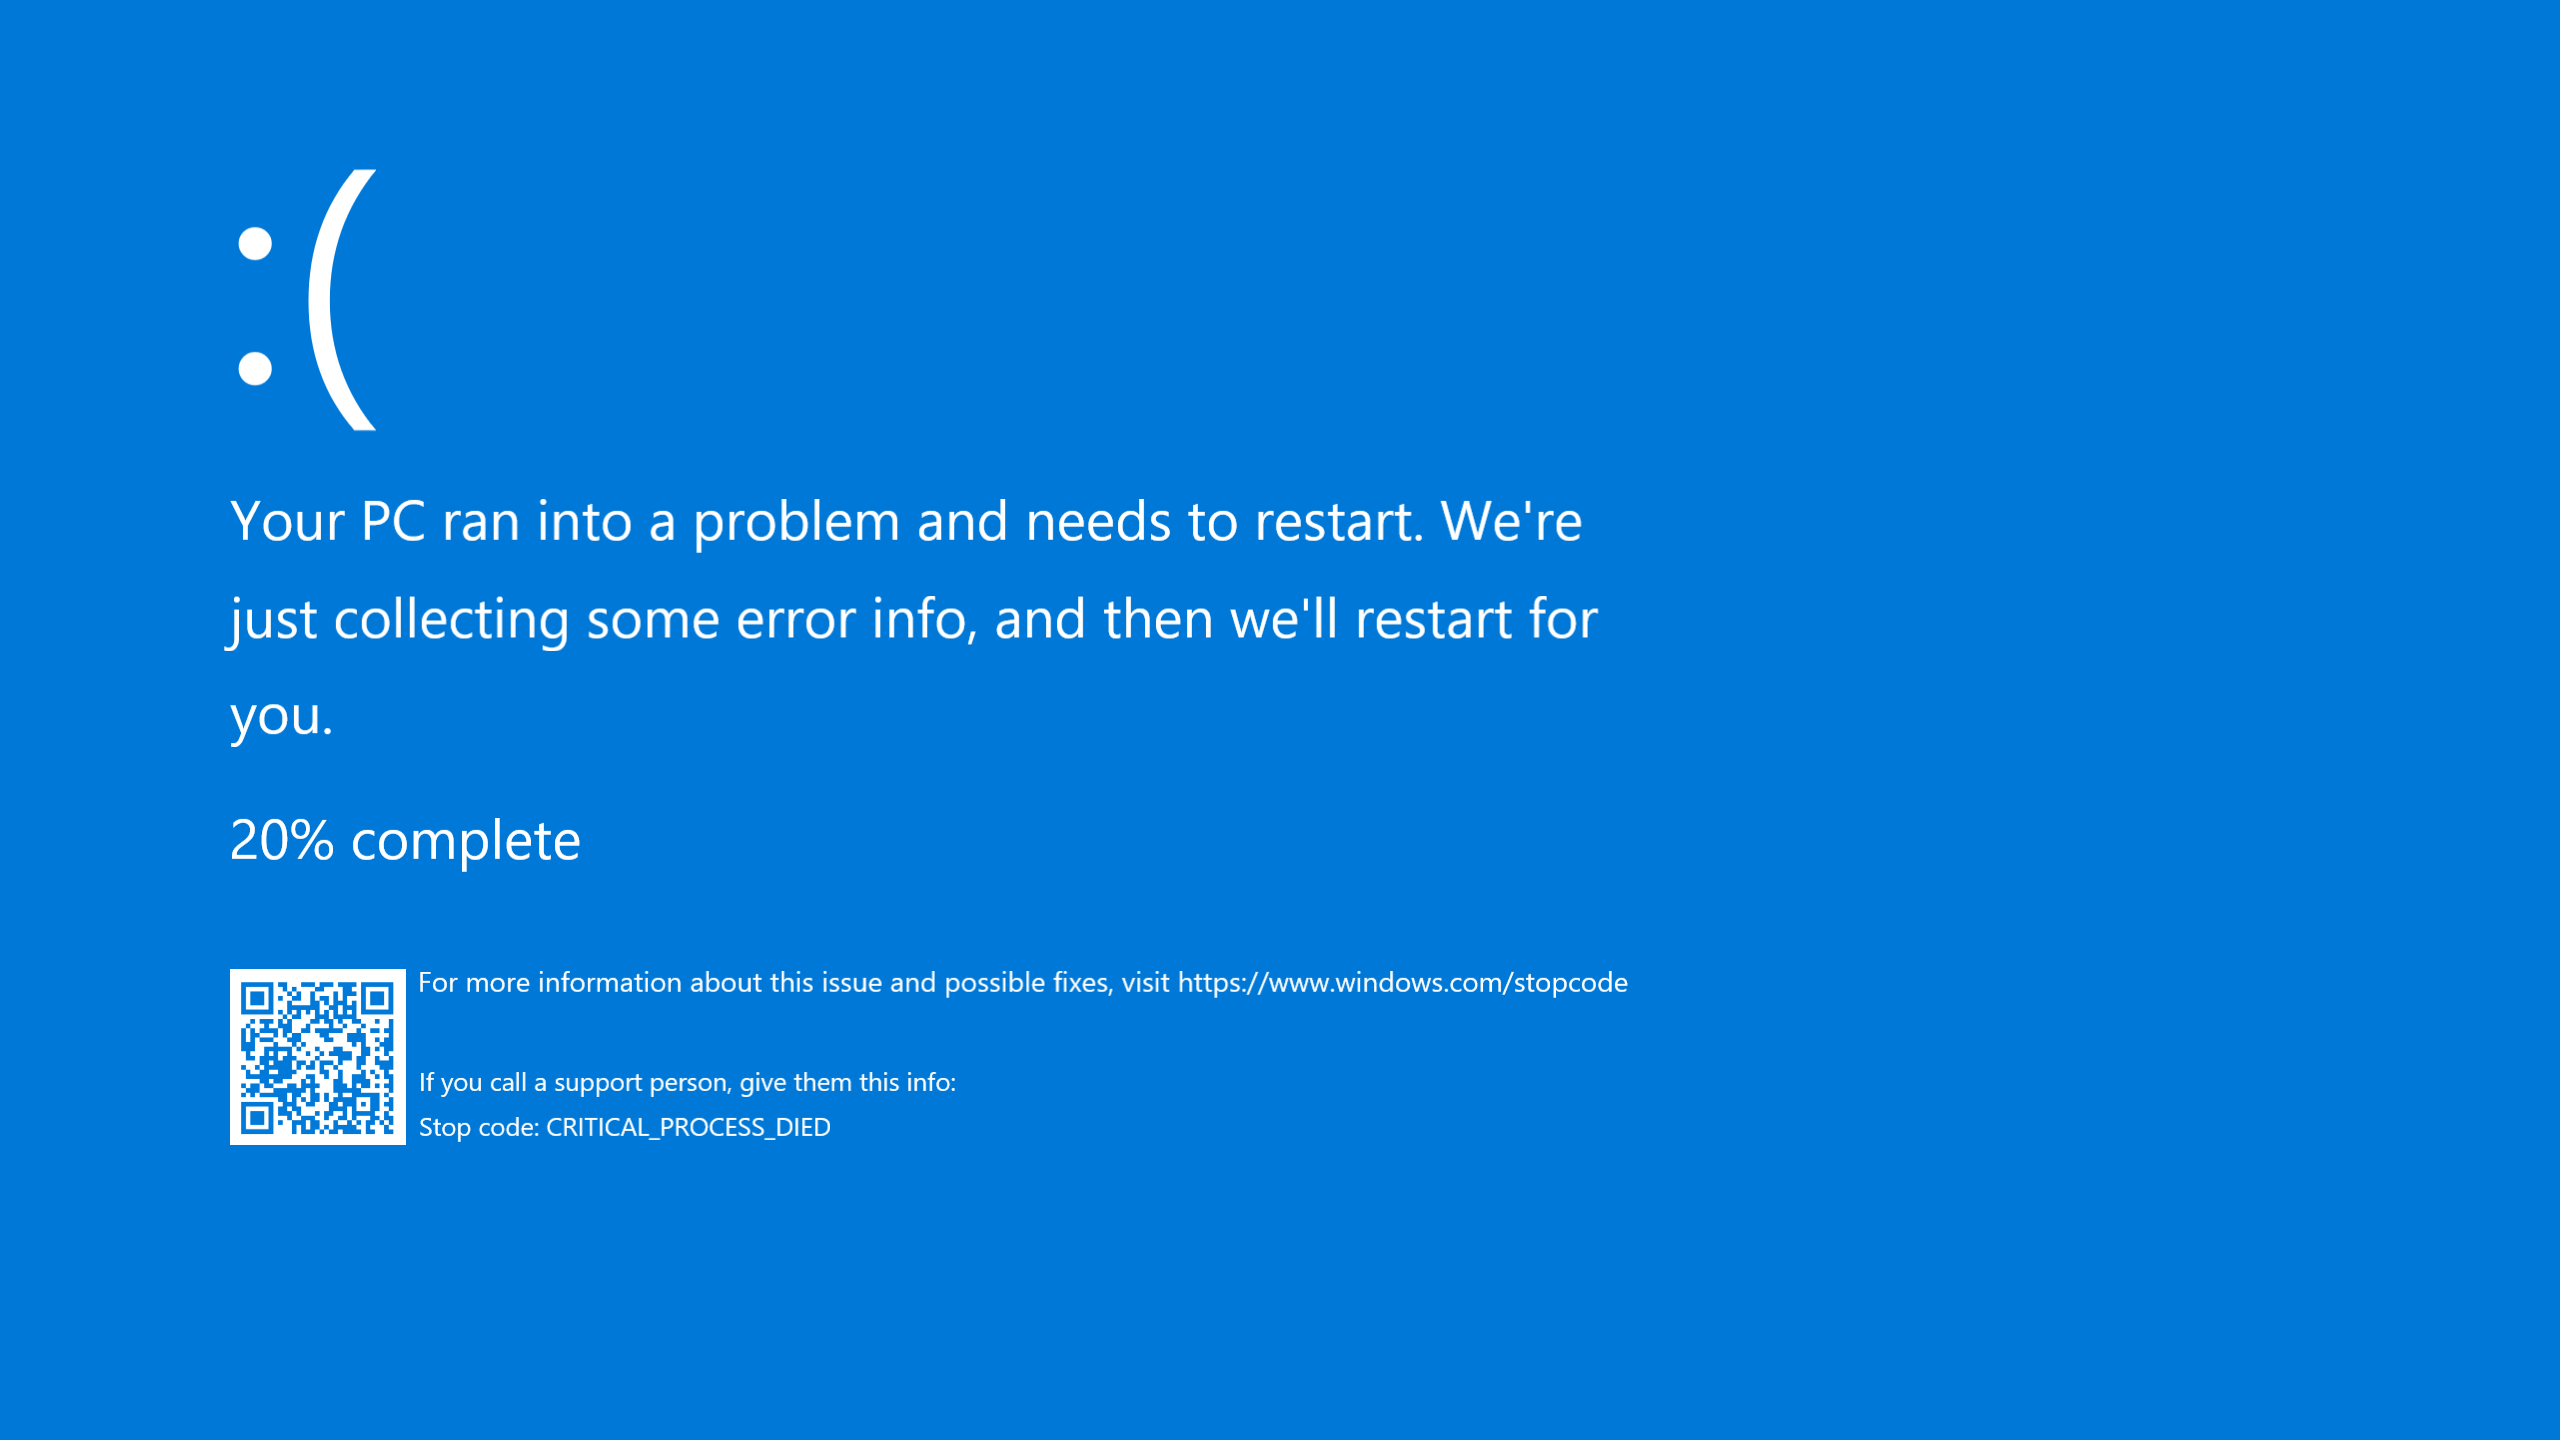 :(
Your PC ran into a problem and needs to restart. We're
just collecting some error info, and then we'll restart for
you.
20% complete
For more information about this issue and possible fixes, visit https://www.windows.com/stopcode
If you call a support person, give them this info:
Stop code: CRITICAL_PROCESS_DIED